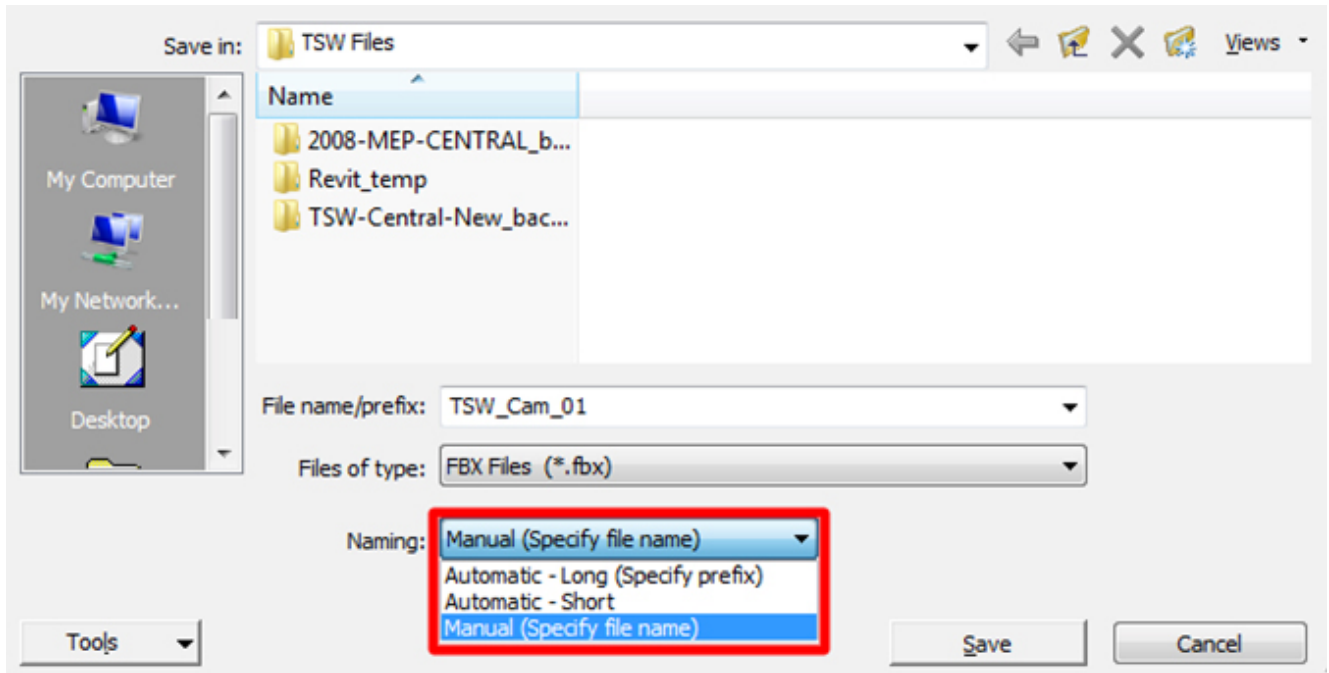 Save in: TSW Files Views
Name
2008-MEP-CENTRAL_b...
Revit_temp
TSW-Central-New_bac...
My Computer
My Network...
Desktop
File name/prefix: TSW_Cam_01
Files of type: FBX Files (*.fbx)
Naming: Manual (Specify file name)
Automatic - Long (Specify prefix)
Automatic - Short
Manual (Specify file name)
Tools Save Cancel